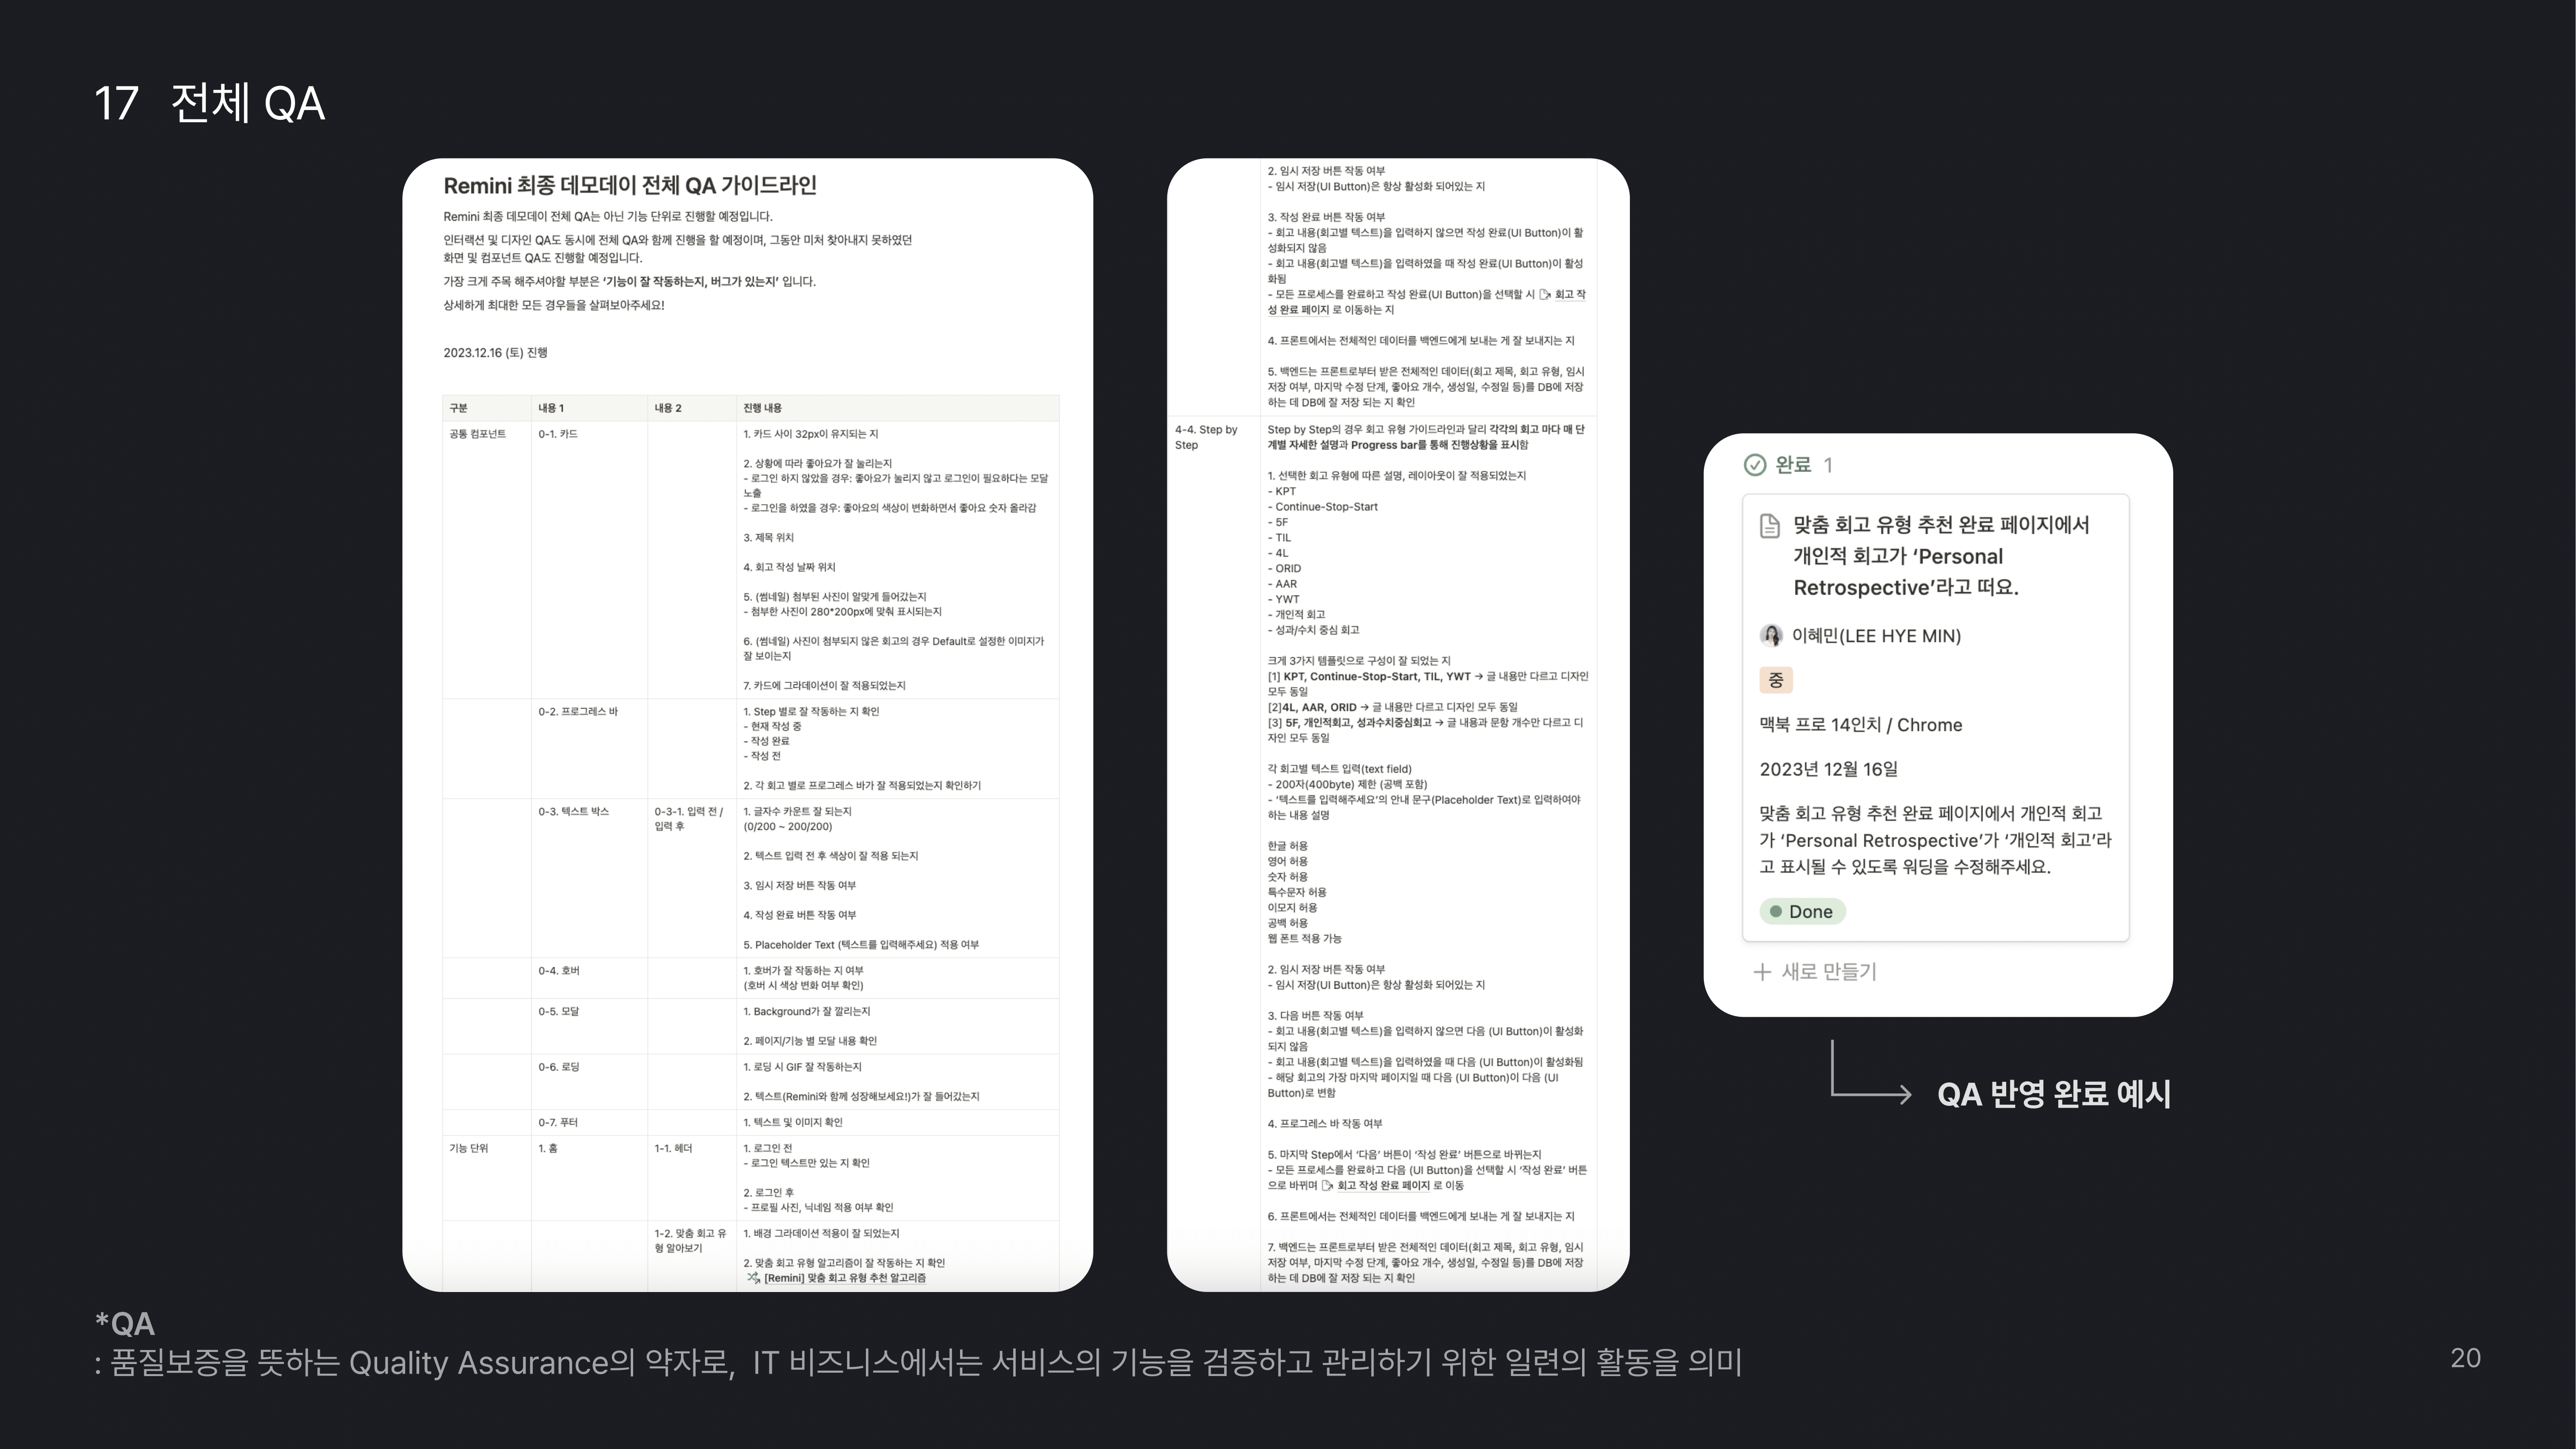 17 전체 QA
Remini 최종 데모데이 전체 QA 가이드라인
Remini 최종 데모데이 전체 QA는 아닌 기능 단위로 진행할 예정입니다.
인터랙션 및 디자인 QA도 동시에 전체 QA와 함께 진행을 할 예정이며, 그동안 미처 찾아내지 못하였던
화면 및 컴포넌트 QA도 진행할 예정입니다.
가장 크게 주목 해주셔야할 부분은 ‘기능이 잘 작동하는지, 버그가 있는지’ 입니다.
상세하게 최대한 모든 경우들을 살펴보아주세요!
2023.12.16 (토) 진행
구분 내용 1 내용 2 진행 내용
공통 컴포넌트 0-1. 카드 1. 카드 사이 32px이 유지되는 지
2. 상황에 따라 좋아요가 잘 눌리는지
- 로그인 하지 않았을 경우: 좋아요가 눌리지 않고 로그인이 필요하다는 모달
노출
- 로그인을 하였을 경우: 좋아요의 색상이 변화하면서 좋아요 숫자 올라감
3. 제목 위치
4. 회고 작성 날짜 위치
5. (썸네일) 첨부된 사진이 알맞게 들어갔는지
- 첨부한 사진이 280*200px에 맞춰 표시되는지
6. (썸네일) 사진이 첨부되지 않은 회고의 경우 Default로 설정한 이미지가
잘 보이는지
7. 카드에 그라데이션이 잘 적용되었는지
0-2. 프로그레스 바 1. Step 별로 잘 작동하는 지 확인
- 현재 작성 중
- 작성 완료
- 작성 전
2. 각 회고 별로 프로그레스 바가 잘 적용되었는지 확인하기
0-3. 텍스트 박스 0-3-1. 입력 전 / 1. 글자수 카운트 잘 되는지
입력 후 (0/200 ~ 200/200)
2. 텍스트 입력 전 후 색상이 잘 적용 되는지
3. 임시 저장 버튼 작동 여부
4. 작성 완료 버튼 작동 여부
5. Placeholder Text (텍스트를 입력해주세요) 적용 여부
0-4. 호버 1. 호버가 잘 작동하는 지 여부
(호버 시 색상 변화 여부 확인)
0-5. 모달 1. Background가 잘 깔리는지
2. 페이지/기능 별 모달 내용 확인
0-6. 로딩 1. 로딩 시 GIF 잘 작동하는지
2. 텍스트(Remini와 함께 성장해보세요!)가 잘 들어갔는지
0-7. 푸터 1. 텍스트 및 이미지 확인
기능 단위 1. 홈 1-1. 헤더 1. 로그인 전
- 로그인 텍스트만 있는 지 확인
2. 로그인 후
- 프로필 사진, 닉네임 적용 여부 확인
1-2. 맞춤 회고 유 1. 배경 그라데이션 적용이 잘 되었는지
형 알아보기
2. 맞춤 회고 유형 알고리즘이 잘 작동하는 지 확인
[Remini] 맞춤 회고 유형 추천 알고리즘
2. 임시 저장 버튼 작동 여부
- 임시 저장(UI Button)은 항상 활성화 되어있는 지
3. 작성 완료 버튼 작동 여부
- 회고 내용(회고별 텍스트)을 입력하지 않으면 작성 완료(UI Button)이 활
성화되지 않음
- 회고 내용(회고별 텍스트)을 입력하였을 때 작성 완료(UI Button)이 활성
화됨
- 모든 프로세스를 완료하고 작성 완료(UI Button)을 선택할 시 회고 작
성 완료 페이지 로 이동하는 지
4. 프론트에서는 전체적인 데이터를 백엔드에게 보내는 게 잘 보내지는 지
5. 백엔드는 프론트로부터 받은 전체적인 데이터(회고 제목, 회고 유형, 임시
저장 여부, 마지막 수정 단계, 좋아요 개수, 생성일, 수정일 등)를 DB에 저장
하는 데 DB에 잘 저장 되는 지 확인
4-4. Step by Step by Step의 경우 회고 유형 가이드라인과 달리 각각의 회고 마다 매 단
Step 계별 자세한 설명과 Progress bar를 통해 진행상황을 표시함
1. 선택한 회고 유형에 따른 설명, 레이아웃이 잘 적용되었는지
- KPT
- Continue-Stop-Start
- 5F
- TIL
- 4L
- ORID
- AAR
- YWT
- 개인적 회고
- 성과/수치 중심 회고
크게 3가지 템플릿으로 구성이 잘 되었는 지
[1] KPT, Continue-Stop-Start, TIL, YWT → 글 내용만 다르고 디자인
모두 동일
[2]4L, AAR, ORID → 글 내용만 다르고 디자인 모두 동일
[3] 5F, 개인적회고, 성과수치중심회고 → 글 내용과 문항 개수만 다르고 디
자인 모두 동일
각 회고별 텍스트 입력(text field)
- 200자(400byte) 제한 (공백 포함)
- ‘텍스트를 입력해주세요’의 안내 문구(Placeholder Text)로 입력하여야
하는 내용 설명
한글 허용
영어 허용
숫자 허용
특수문자 허용
이모지 허용
공백 허용
웹 폰트 적용 가능
2. 임시 저장 버튼 작동 여부
- 임시 저장(UI Button)은 항상 활성화 되어있는 지
3. 다음 버튼 작동 여부
- 회고 내용(회고별 텍스트)을 입력하지 않으면 다음 (UI Button)이 활성화
되지 않음
- 회고 내용(회고별 텍스트)을 입력하였을 때 다음 (UI Button)이 활성화됨
- 해당 회고의 가장 마지막 페이지일 때 다음 (UI Button)이 다음 (UI
Button)로 변함
4. 프로그레스 바 작동 여부
5. 마지막 Step에서 ‘다음’ 버튼이 ‘작성 완료’ 버튼으로 바뀌는지
- 모든 프로세스를 완료하고 다음 (UI Button)을 선택할 시 ‘작성 완료’ 버튼
으로 바뀌며 회고 작성 완료 페이지 로 이동
6. 프론트에서는 전체적인 데이터를 백엔드에게 보내는 게 잘 보내지는 지
7. 백엔드는 프론트로부터 받은 전체적인 데이터(회고 제목, 회고 유형, 임시
저장 여부, 마지막 수정 단계, 좋아요 개수, 생성일, 수정일 등)를 DB에 저장
하는 데 DB에 잘 저장 되는 지 확인
완료 1
맞춤 회고 유형 추천 완료 페이지에서
개인적 회고가 ‘Personal
Retrospective’라고 떠요.
이혜민(LEE HYE MIN)
중
맥북 프로 14인치 / Chrome
2023년 12월 16일
맞춤 회고 유형 추천 완료 페이지에서 개인적 회고
가 ‘Personal Retrospective’가 ‘개인적 회고’라
고 표시될 수 있도록 워딩을 수정해주세요.
Done
+ 새로 만들기
QA 반영 완료 예시
*QA
: 품질보증을 뜻하는 Quality Assurance의 약자로, IT 비즈니스에서는 서비스의 기능을 검증하고 관리하기 위한 일련의 활동을 의미
20